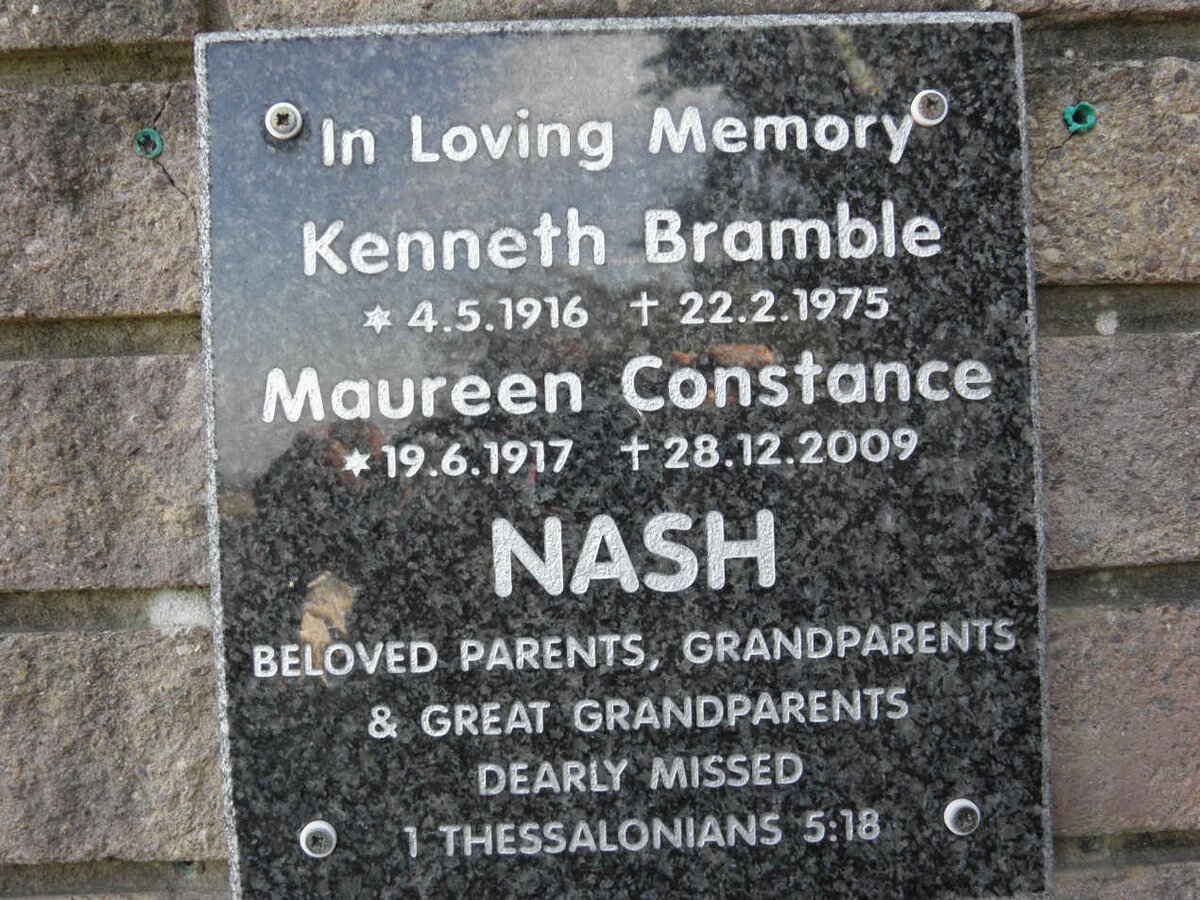 In Loving Memory
Kenneth Bramble
✶ 4.5.1916 † 22.2.1975
Maureen Constance
✶ 19.6.1917 † 28.12.2009
NASH
BELOVED PARENTS, GRANDPARENTS
& GREAT GRANDPARENTS
DEARLY MISSED
1 THESSALONIANS 5:18